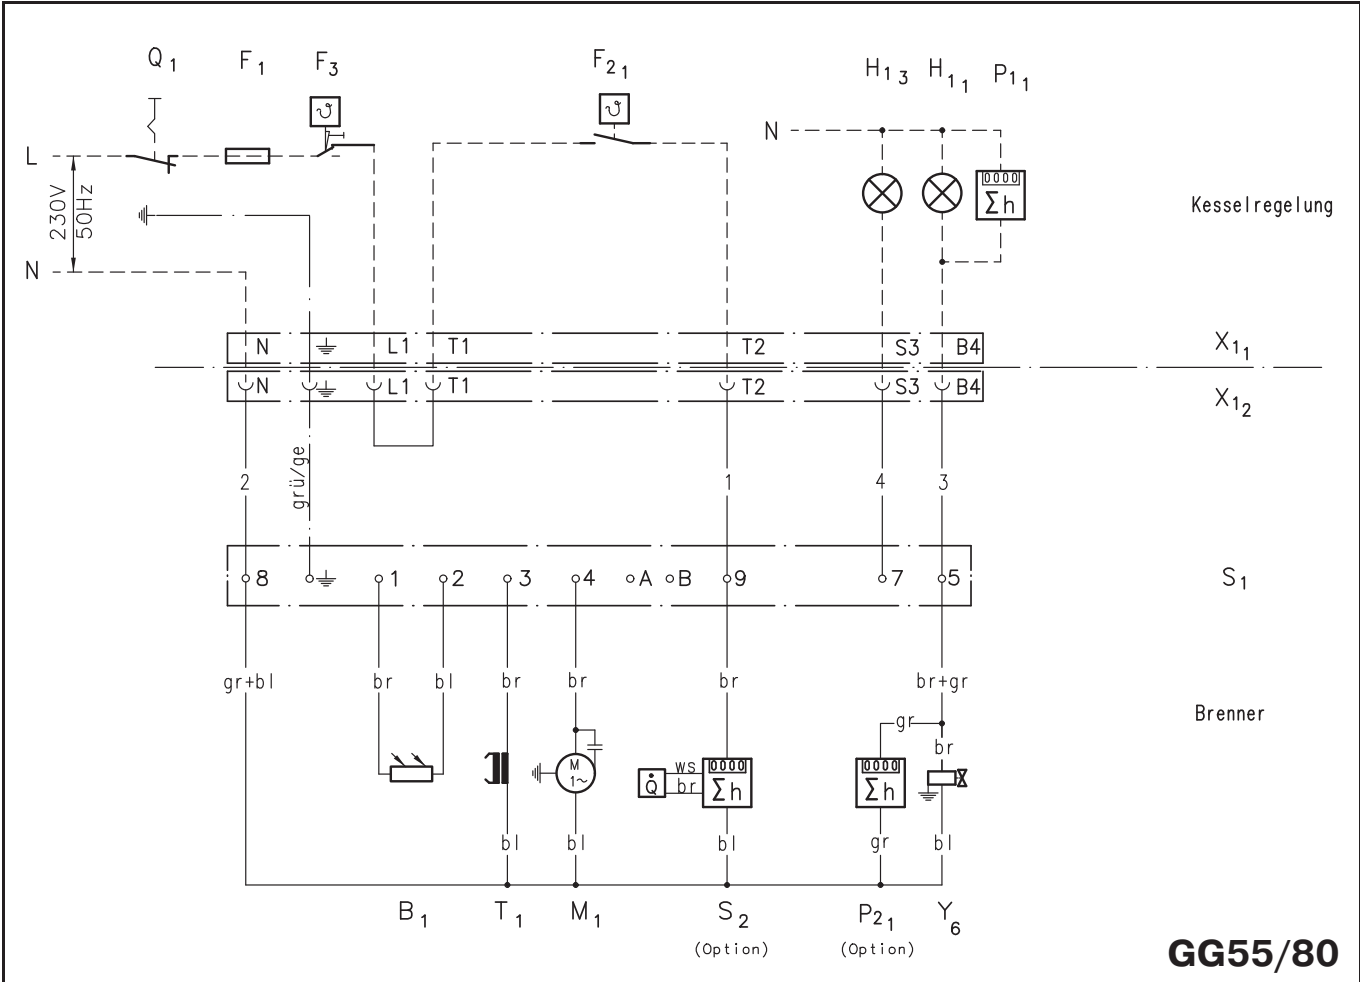 Q1 F1 F3 F21 H13 H11 P11
ϑ ϑ
N
L
230V
50Hz
0000
Σh
Kesselregelung
N
N L1 T1 T2 S3 B4 X11
N L1 T1 T2 S3 B4 X12
grü/ge
2 1 4 3
8 1 2 3 4 A B 9 7 5 S1
gr+bl br bl br br br br+gr
Brenner
gr
br
M
1~
Q̇
ws
br
0000
Σh
0000
Σh
bl bl bl gr bl
B1 T1 M1 S2 P21 Y6
(Option) (Option)
GG55/80